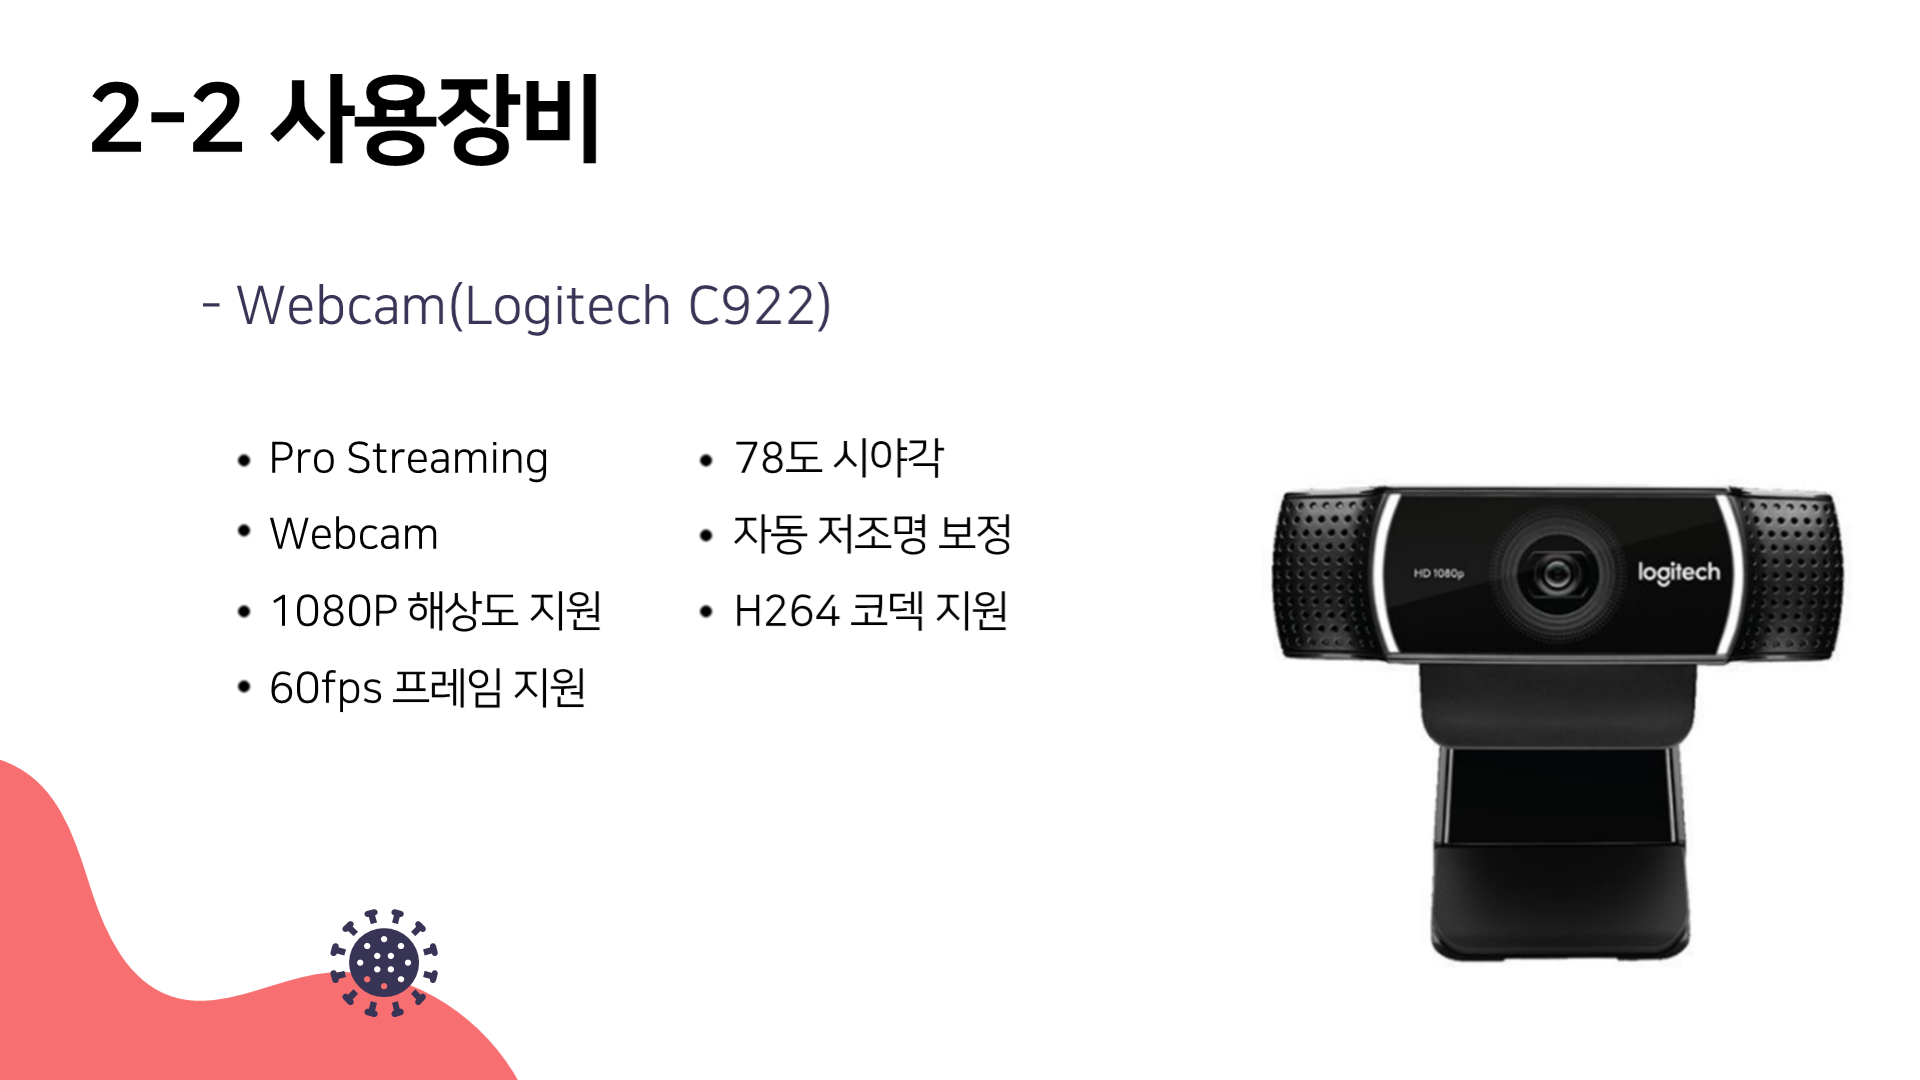 2-2 사용장비
- Webcam(Logitech C922)
• Pro Streaming
• Webcam
• 1080P 해상도 지원
• 60fps 프레임 지원
• 78도 시야각
• 자동 저조명 보정
• H264 코덱 지원
HD 1080p
logitech